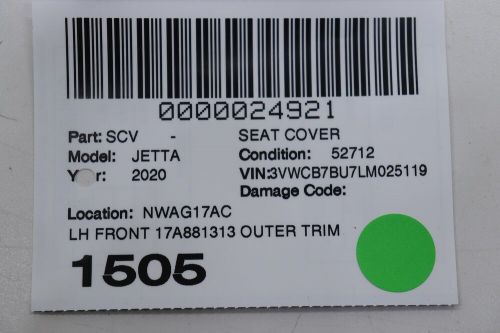 0000024921
Part: SCV - SEAT COVER
Model: JETTA Condition: 52712
Y r: 2020 VIN:3VWCB7BU7LM025119
Damage Code:
Location: NWAG17AC
LH FRONT 17A881313 OUTER TRIM
1505